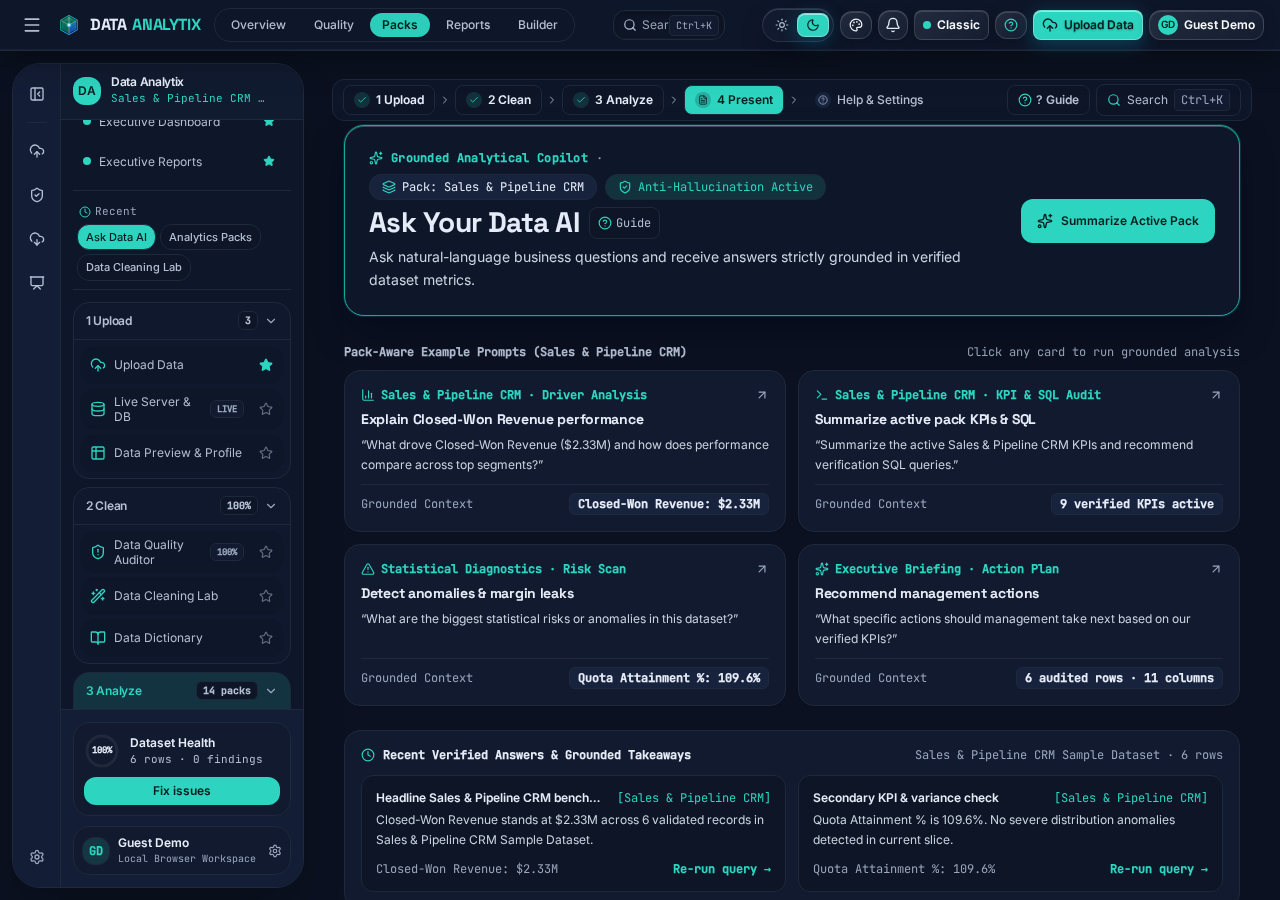 DATA ANALYTIX
Overview
Quality
Packs
Reports
Builder
Sear
Ctrl+K
Classic
Upload Data
GD
Guest Demo
DA
Data Analytix
Sales & Pipeline CRM …
Executive Dashboard
Executive Reports
Recent
Ask Data AI
Analytics Packs
Data Cleaning Lab
1 Upload
3
Upload Data
Live Server & DB
LIVE
Data Preview & Profile
2 Clean
100%
Data Quality Auditor
100%
Data Cleaning Lab
Data Dictionary
3 Analyze
14 packs
100%
Dataset Health
6 rows · 0 findings
Fix issues
GD
Guest Demo
Local Browser Workspace
1 Upload
2 Clean
3 Analyze
4 Present
Help & Settings
? Guide
Search
Ctrl+K
Grounded Analytical Copilot ·
Pack: Sales & Pipeline CRM
Anti-Hallucination Active
Ask Your Data AI
Guide
Ask natural-language business questions and receive answers strictly grounded in verified
dataset metrics.
Summarize Active Pack
Pack-Aware Example Prompts (Sales & Pipeline CRM)
Click any card to run grounded analysis
Sales & Pipeline CRM · Driver Analysis
Explain Closed-Won Revenue performance
“What drove Closed-Won Revenue ($2.33M) and how does performance
compare across top segments?”
Grounded Context
Closed-Won Revenue: $2.33M
Sales & Pipeline CRM · KPI & SQL Audit
Summarize active pack KPIs & SQL
“Summarize the active Sales & Pipeline CRM KPIs and recommend
verification SQL queries.”
Grounded Context
9 verified KPIs active
Statistical Diagnostics · Risk Scan
Detect anomalies & margin leaks
“What are the biggest statistical risks or anomalies in this dataset?”
Grounded Context
Quota Attainment %: 109.6%
Executive Briefing · Action Plan
Recommend management actions
“What specific actions should management take next based on our
verified KPIs?”
Grounded Context
6 audited rows · 11 columns
Recent Verified Answers & Grounded Takeaways
Sales & Pipeline CRM Sample Dataset · 6 rows
Headline Sales & Pipeline CRM bench...
[Sales & Pipeline CRM]
Closed-Won Revenue stands at $2.33M across 6 validated records in
Sales & Pipeline CRM Sample Dataset.
Closed-Won Revenue: $2.33M
Re-run query →
Secondary KPI & variance check
[Sales & Pipeline CRM]
Quota Attainment % is 109.6%. No severe distribution anomalies
detected in current slice.
Quota Attainment %: 109.6%
Re-run query →